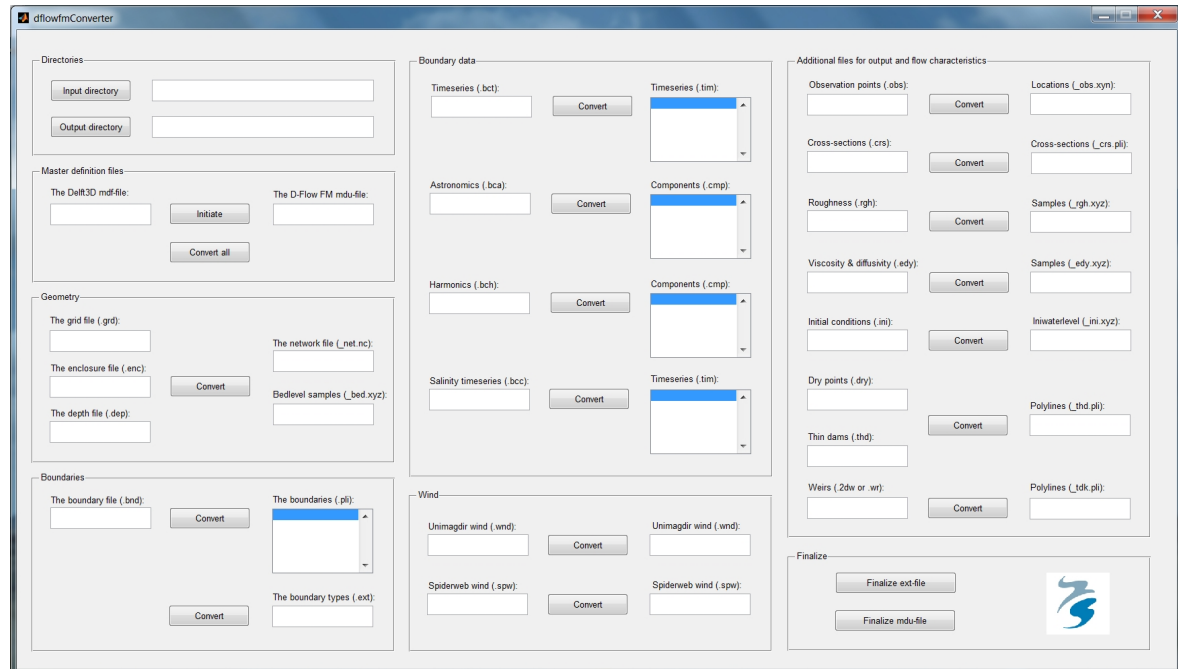 dflowfmConverter
Directories
Input directory
Output directory
Master definition files
The Delft3D mdf-file:
The D-Flow FM mdu-file:
Initiate
Convert all
Geometry
The grid file (.grd):
The network file (_net.nc):
The enclosure file (.enc):
Convert
Bedlevel samples (_bed.xyz):
The depth file (.dep):
Boundaries
The boundary file (.bnd):
The boundaries (.pli):
Convert
The boundary types (.ext):
Convert
Boundary data
Timeseries (.bct):
Timeseries (.tim):
Convert
Astronomics (.bca):
Components (.cmp):
Convert
Harmonics (.bch):
Components (.cmp):
Convert
Salinity timeseries (.bcc):
Timeseries (.tim):
Convert
Wind
Unimagdir wind (.wnd):
Unimagdir wind (.wnd):
Convert
Spiderweb wind (.spw):
Spiderweb wind (.spw):
Convert
Additional files for output and flow characteristics
Observation points (.obs):
Locations (_obs.xyn):
Convert
Cross-sections (.crs):
Cross-sections (_crs.pli):
Convert
Roughness (.rgh):
Samples (_rgh.xyz):
Convert
Viscosity & diffusivity (.edy):
Samples (_edy.xyz):
Convert
Initial conditions (.ini):
Iniwaterlevel (_ini.xyz):
Convert
Dry points (.dry):
Polylines (_thd.pli):
Convert
Thin dams (.thd):
Weirs (.2dw or .wr):
Polylines (_tdk.pli):
Convert
Finalize
Finalize ext-file
Finalize mdu-file